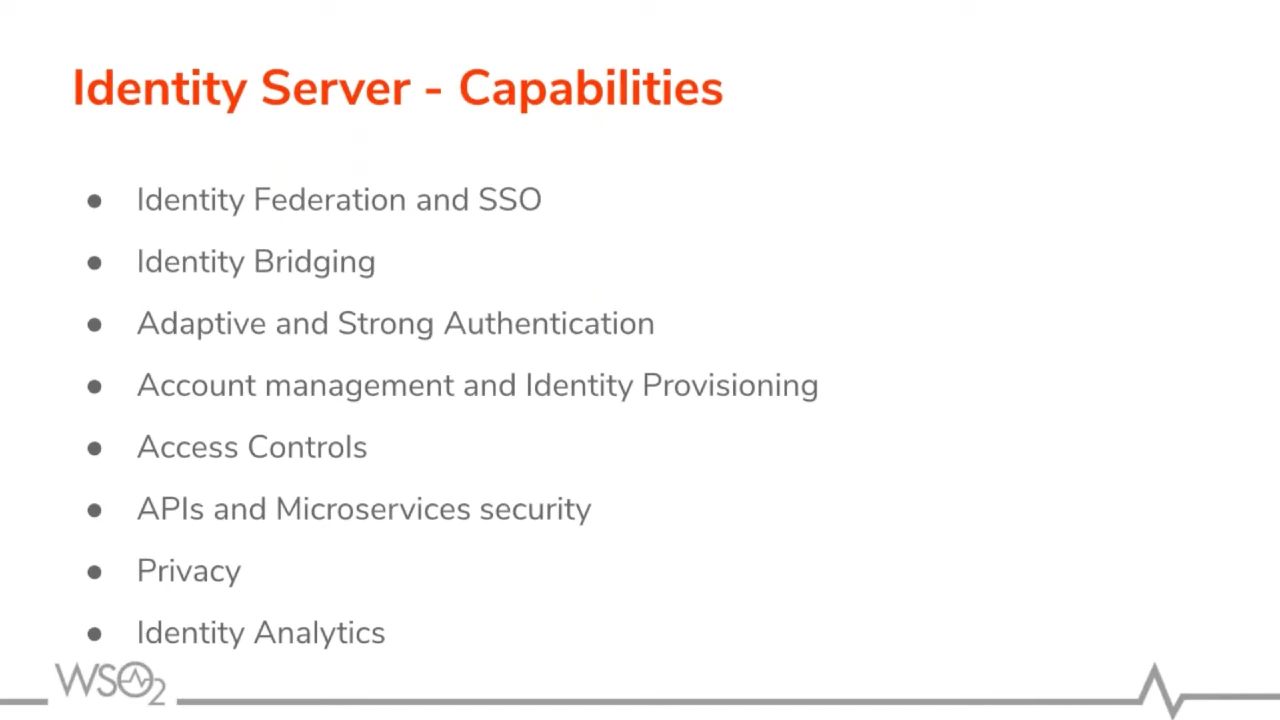 Identity Server - Capabilities
● Identity Federation and SSO
● Identity Bridging
● Adaptive and Strong Authentication
● Account management and Identity Provisioning
● Access Controls
● APIs and Microservices security
● Privacy
● Identity Analytics
WSO2